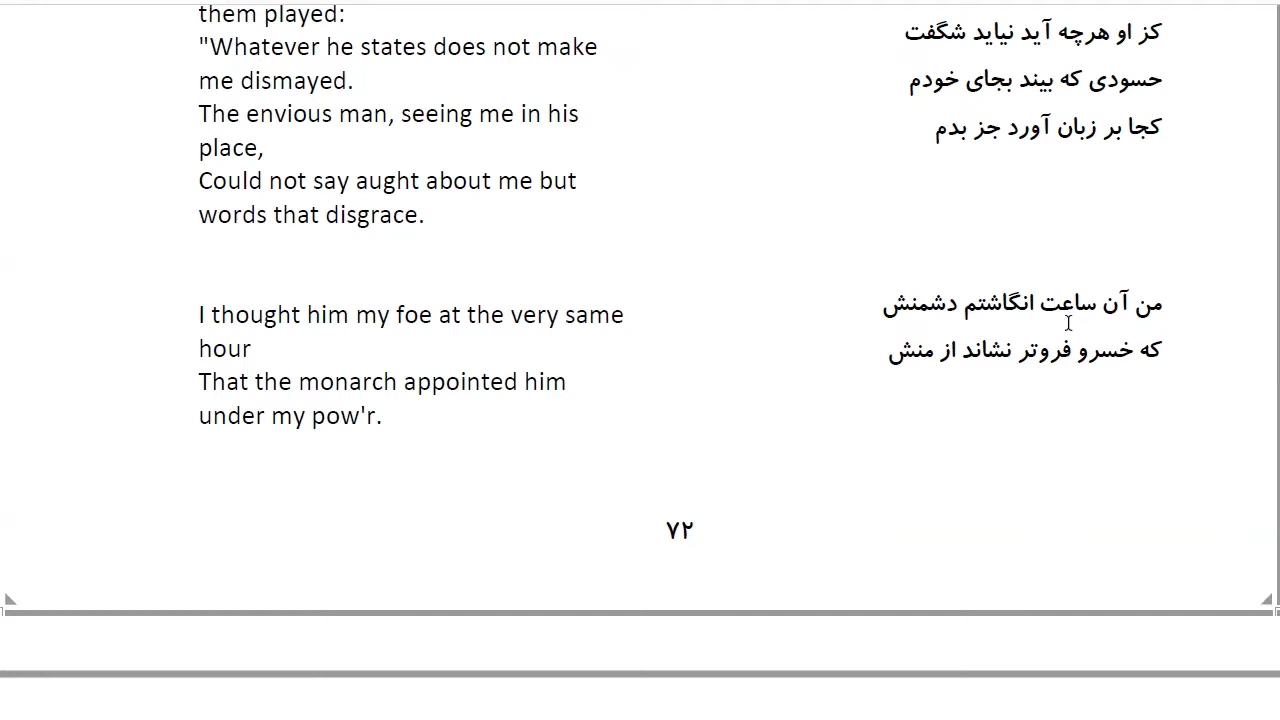 them played:
"Whatever he states does not make
me dismayed.
The envious man, seeing me in his
place,
Could not say aught about me but
words that disgrace.
کز او هرچه آید نیاید شگفت
حسودی که بیند بجای خودم
کجا بر زبان آورد جز بدم
I thought him my foe at the very same
hour
That the monarch appointed him
under my pow'r.
من آن ساعت انگاشتم دشمنش
که خسرو فروتر نشاند از منش
۷۲